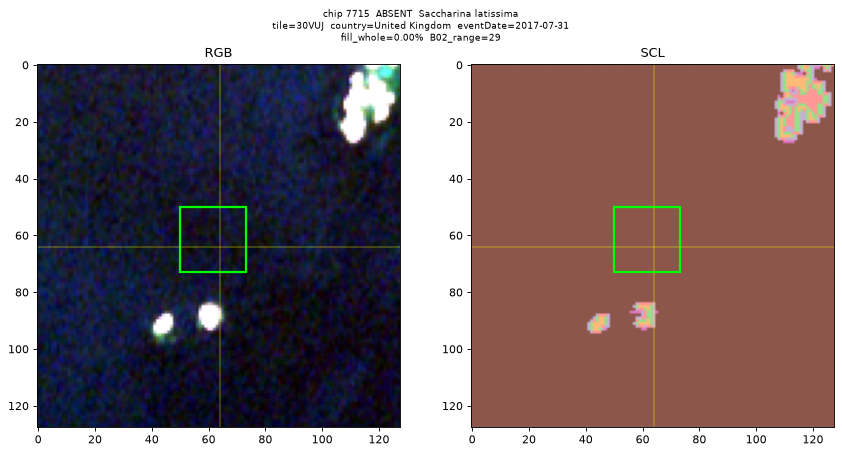 chip 7715  ABSENT  Saccharina latissima
tile=30VUJ  country=United Kingdom  eventDate=2017-07-31
fill_whole=0.00%  B02_range=29
RGB
SCL
0
20
40
60
80
100
120
0 20 40 60 80 100 120
0
20
40
60
80
100
120
0 20 40 60 80 100 120